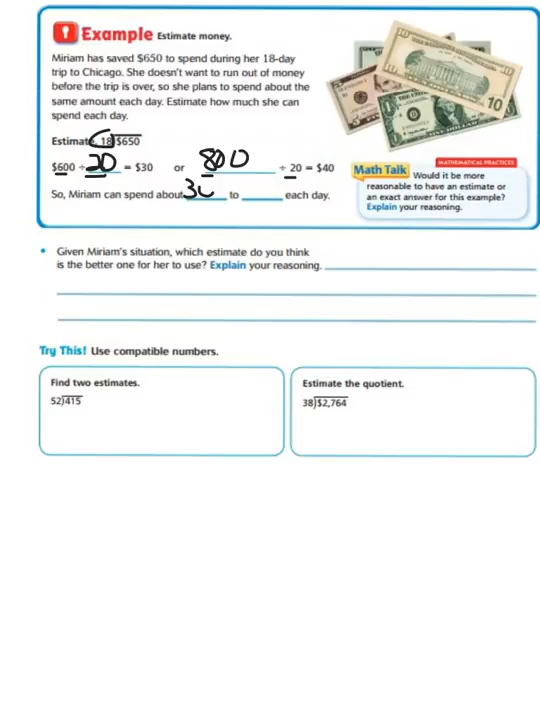 Example Estimate money.
Miriam has saved $650 to spend during her 18-day
trip to Chicago. She doesn't want to run out of money
before the trip is over, so she plans to spend about the
same amount each day. Estimate how much she can
spend each day.
Estimate. 18)$650
$600 ÷ 20 = $30 or 800 ÷ 20 = $40
So, Miriam can spend about 30 to ______ each day.
MATHEMATICAL PRACTICES
Math Talk Would it be more
reasonable to have an estimate or
an exact answer for this example?
Explain your reasoning.
• Given Miriam's situation, which estimate do you think
is the better one for her to use? Explain your reasoning.
Try This! Use compatible numbers.
Find two estimates.
52)415
Estimate the quotient.
38)$2,764